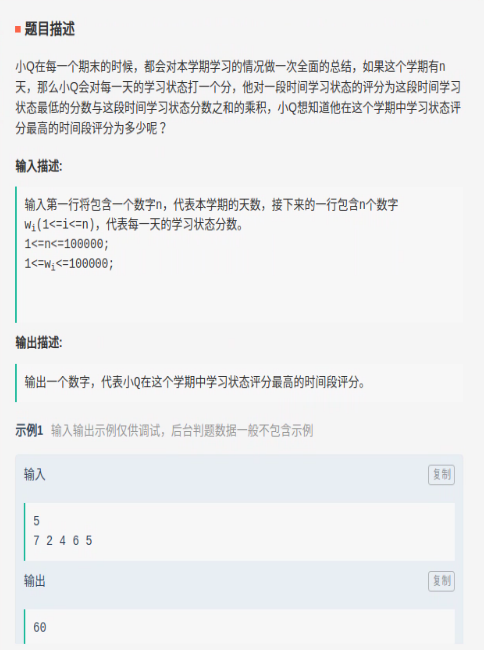 题目描述
小Q在每一个期末的时候，都会对本学期学习的情况做一次全面的总结，如果这个学期有n
天，那么小Q会对每一天的学习状态打一个分，他对一段时间学习状态的评分为这段时间学习
状态最低的分数与这段时间学习状态分数之和的乘积，小Q想知道他在这个学期中学习状态评
分最高的时间段评分为多少呢？
输入描述:
输入第一行将包含一个数字n，代表本学期的天数，接下来的一行包含n个数字
wi(1<=i<=n)，代表每一天的学习状态分数。
1<=n<=100000;
1<=wi<=100000;
输出描述:
输出一个数字，代表小Q在这个学期中学习状态评分最高的时间段评分。
示例1 输入输出示例仅供调试，后台判题数据一般不包含示例
输入 复制
5
7 2 4 6 5
输出 复制
60